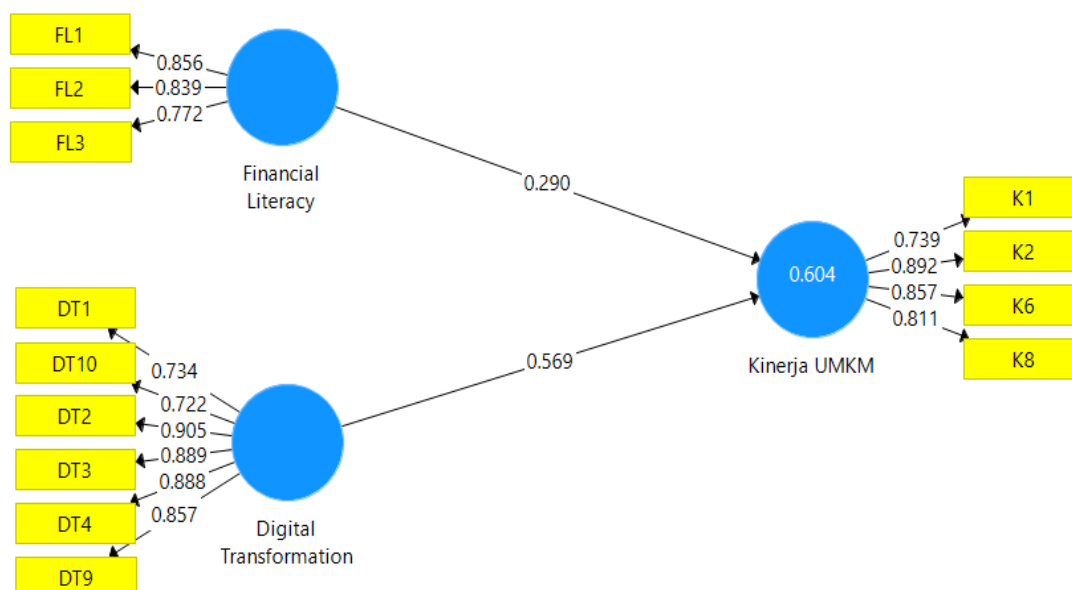 FL1
FL2
FL3
0.856
0.839
0.772
Financial
Literacy
0.290
DT1
DT10
DT2
DT3
DT4
DT9
0.734
0.722
0.905
0.889
0.888
0.857
Digital
Transformation
0.569
0.604
Kinerja UMKM
0.739
0.892
0.857
0.811
K1
K2
K6
K8